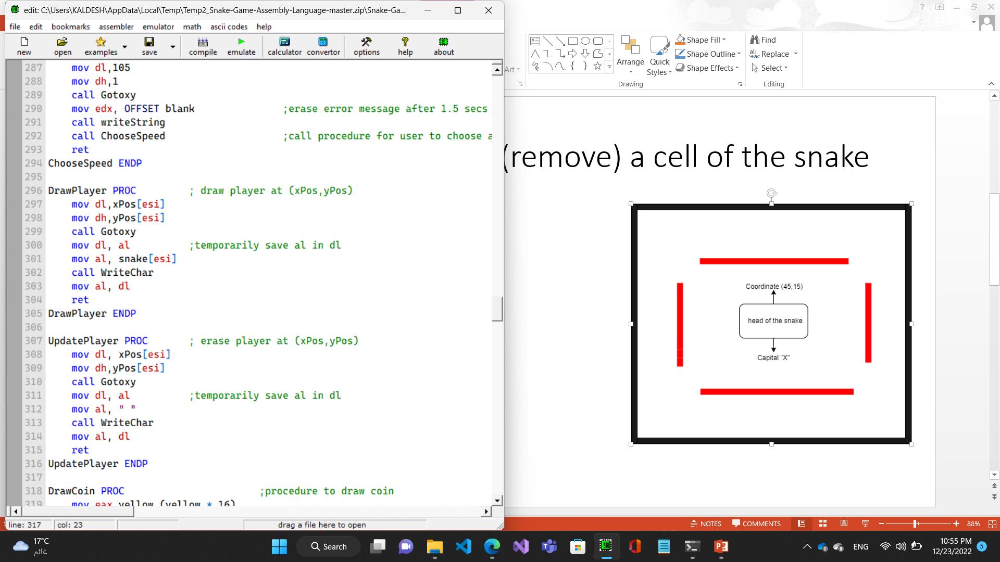 edit: C:\Users\KALDESH\AppData\Local\Temp\Temp2_Snake-Game-Assembly-Language-master.zip\Snake-Ga...
file edit bookmarks assembler emulator math ascii codes help
new open examples save compile emulate calculator convertor options help about
287 mov dl,105
288 mov dh,1
289 call Gotoxy
290 mov edx, OFFSET blank ;erase error message after 1.5 secs
291 call writeString
292 call ChooseSpeed ;call procedure for user to choose a
293 ret
294 ChooseSpeed ENDP
295
296 DrawPlayer PROC ; draw player at (xPos,yPos)
297 mov dl,xPos[esi]
298 mov dh,yPos[esi]
299 call Gotoxy
300 mov dl, al ;temporarily save al in dl
301 mov al, snake[esi]
302 call WriteChar
303 mov al, dl
304 ret
305 DrawPlayer ENDP
306
307 UpdatePlayer PROC ; erase player at (xPos,yPos)
308 mov dl, xPos[esi]
309 mov dh,yPos[esi]
310 call Gotoxy
311 mov dl, al ;temporarily save al in dl
312 mov al, " "
313 call WriteChar
314 mov al, dl
315 ret
316 UpdatePlayer ENDP
317
318 DrawCoin PROC ;procedure to draw coin
319 mov eax,yellow (yellow * 16)
line: 317 col: 23 drag a file here to open
Art
Arrange
Quick
Styles
Shape Fill
Shape Outline
Shape Effects
Drawing
Find
Replace
Select
Editing
(remove) a cell of the snake
Coordinate (45,15)
head of the snake
Capital "X"
NOTES COMMENTS 88%
17°C
غائم
Search
ENG
10:55 PM
12/23/2022
5